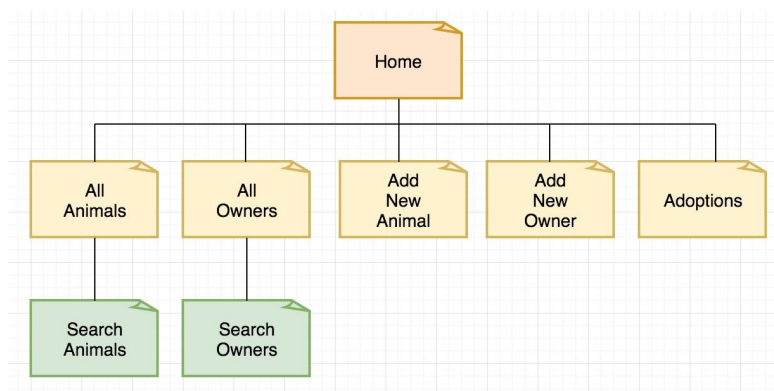 Home
All
Animals
All
Owners
Add
New
Animal
Add
New
Owner
Adoptions
Search
Animals
Search
Owners